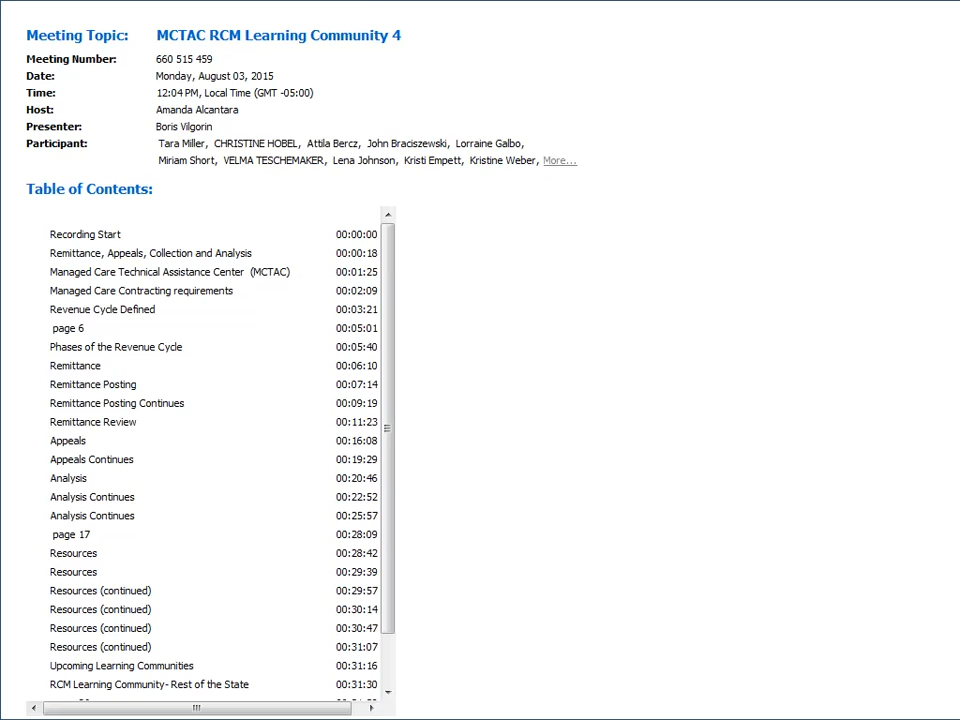 Meeting Topic: MCTAC RCM Learning Community 4
Meeting Number: 660 515 459
Date: Monday, August 03, 2015
Time: 12:04 PM, Local Time (GMT -05:00)
Host: Amanda Alcantara
Presenter: Boris Vilgorin
Participant: Tara Miller, CHRISTINE HOBEL, Attila Bercz, John Braciszewski, Lorraine Galbo,
Miriam Short, VELMA TESCHEMAKER, Lena Johnson, Kristi Empett, Kristine Weber, More...
Table of Contents:
Recording Start 00:00:00
Remittance, Appeals, Collection and Analysis 00:00:18
Managed Care Technical Assistance Center (MCTAC) 00:01:25
Managed Care Contracting requirements 00:02:09
Revenue Cycle Defined 00:03:21
page 6 00:05:01
Phases of the Revenue Cycle 00:05:40
Remittance 00:06:10
Remittance Posting 00:07:14
Remittance Posting Continues 00:09:19
Remittance Review 00:11:23
Appeals 00:16:08
Appeals Continues 00:19:29
Analysis 00:20:46
Analysis Continues 00:22:52
Analysis Continues 00:25:57
page 17 00:28:09
Resources 00:28:42
Resources 00:29:39
Resources (continued) 00:29:57
Resources (continued) 00:30:14
Resources (continued) 00:30:47
Resources (continued) 00:31:07
Upcoming Learning Communities 00:31:16
RCM Learning Community- Rest of the State 00:31:30